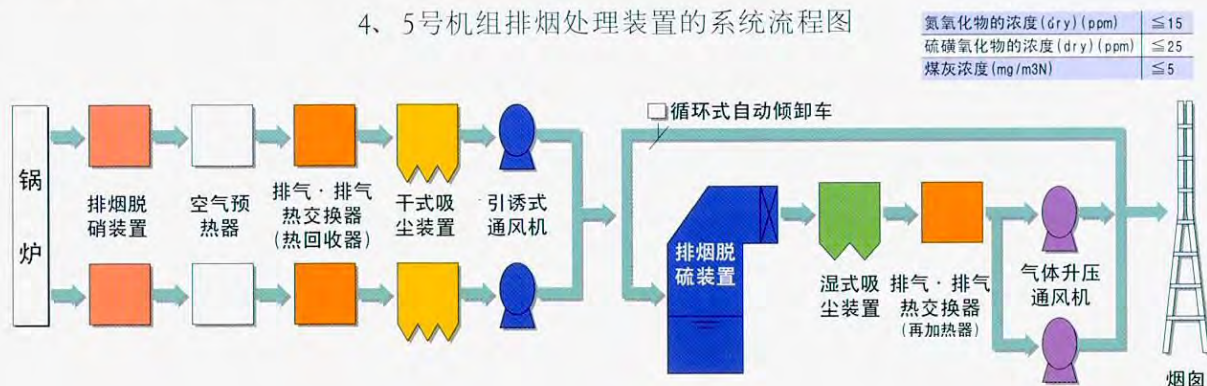 4、5号机组排烟处理装置的系统流程图
氮氧化物的浓度(dry)(ppm) ≦15
硫磺氧化物的浓度(dry)(ppm) ≦25
煤灰浓度(mg/m3N) ≦5
循环式自动倾卸车
锅
炉
排烟脱
硝装置
空气预
热器
排气·排气
热交换器
(热回收器)
干式吸
尘装置
引诱式
通风机
排烟脱
硫装置
湿式吸
尘装置
排气·排气
热交换器
(再加热器)
气体升压
通风机
烟囱